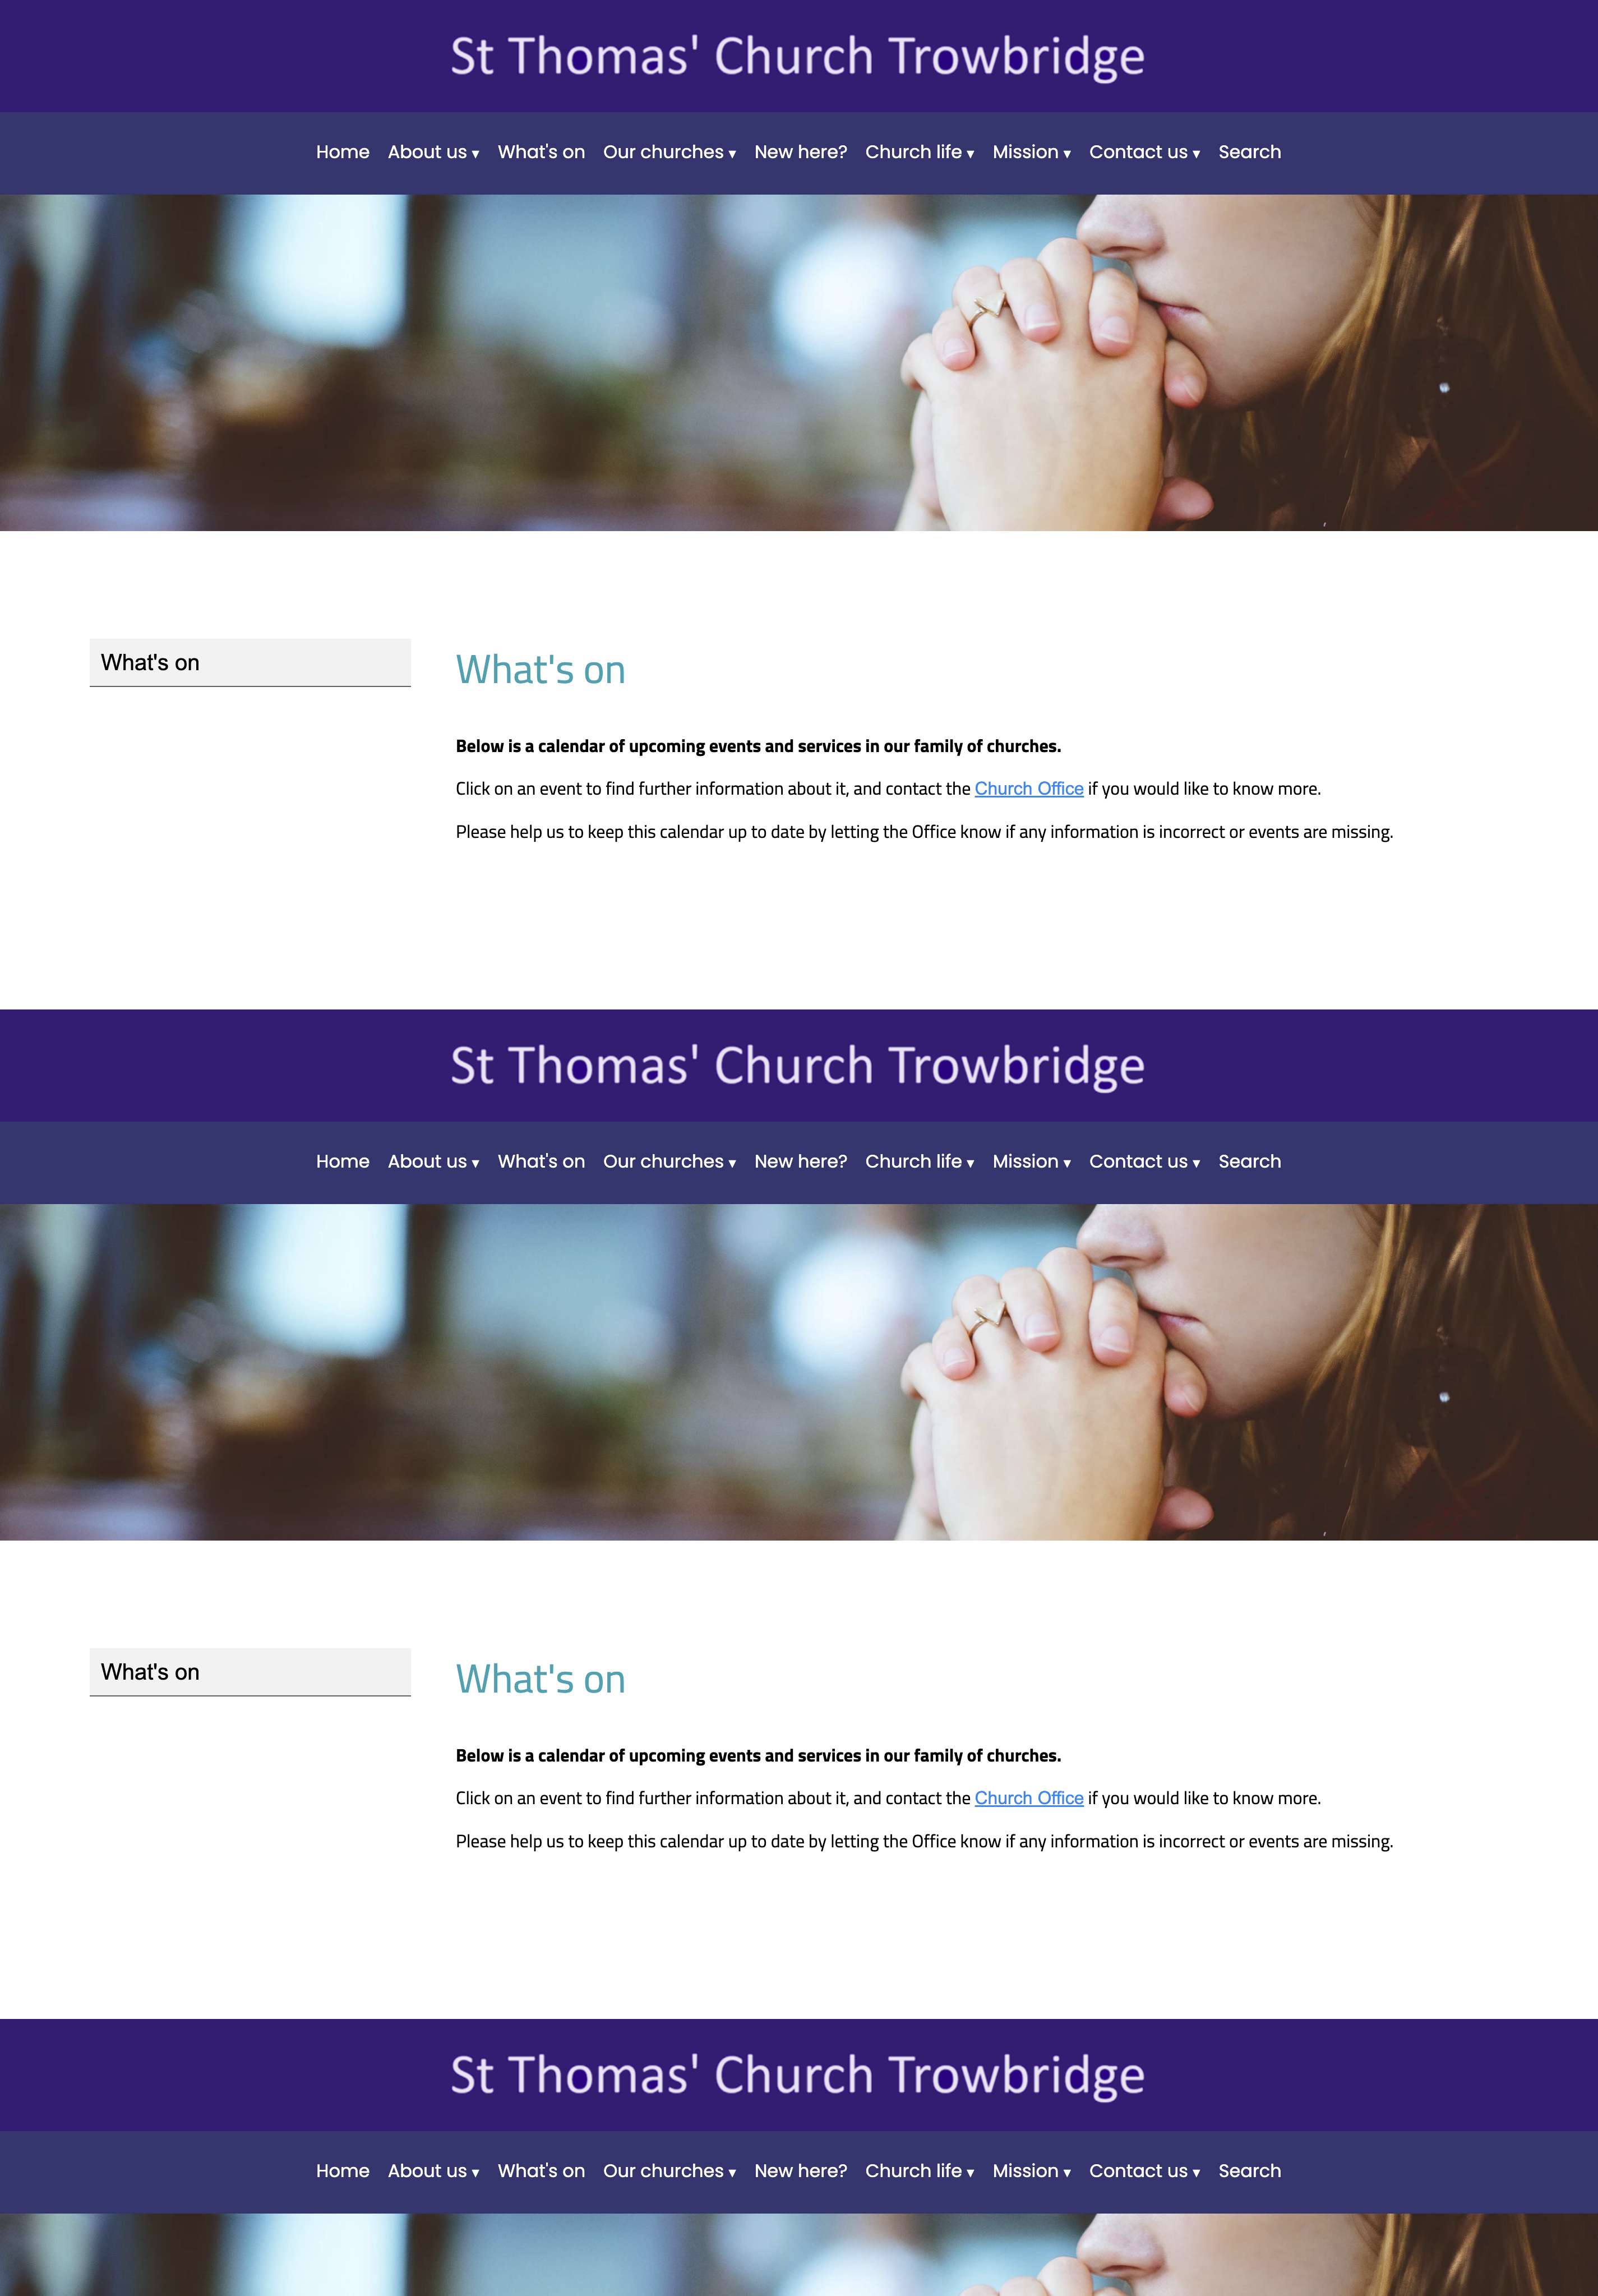 St Thomas' Church Trowbridge
Home About us ▾ What's on Our churches ▾ New here? Church life ▾ Mission ▾ Contact us ▾ Search
What's on
What's on
Below is a calendar of upcoming events and services in our family of churches.
Click on an event to find further information about it, and contact the Church Office if you would like to know more.
Please help us to keep this calendar up to date by letting the Office know if any information is incorrect or events are missing.
St Thomas' Church Trowbridge
Home About us ▾ What's on Our churches ▾ New here? Church life ▾ Mission ▾ Contact us ▾ Search
What's on
What's on
Below is a calendar of upcoming events and services in our family of churches.
Click on an event to find further information about it, and contact the Church Office if you would like to know more.
Please help us to keep this calendar up to date by letting the Office know if any information is incorrect or events are missing.
St Thomas' Church Trowbridge
Home About us ▾ What's on Our churches ▾ New here? Church life ▾ Mission ▾ Contact us ▾ Search